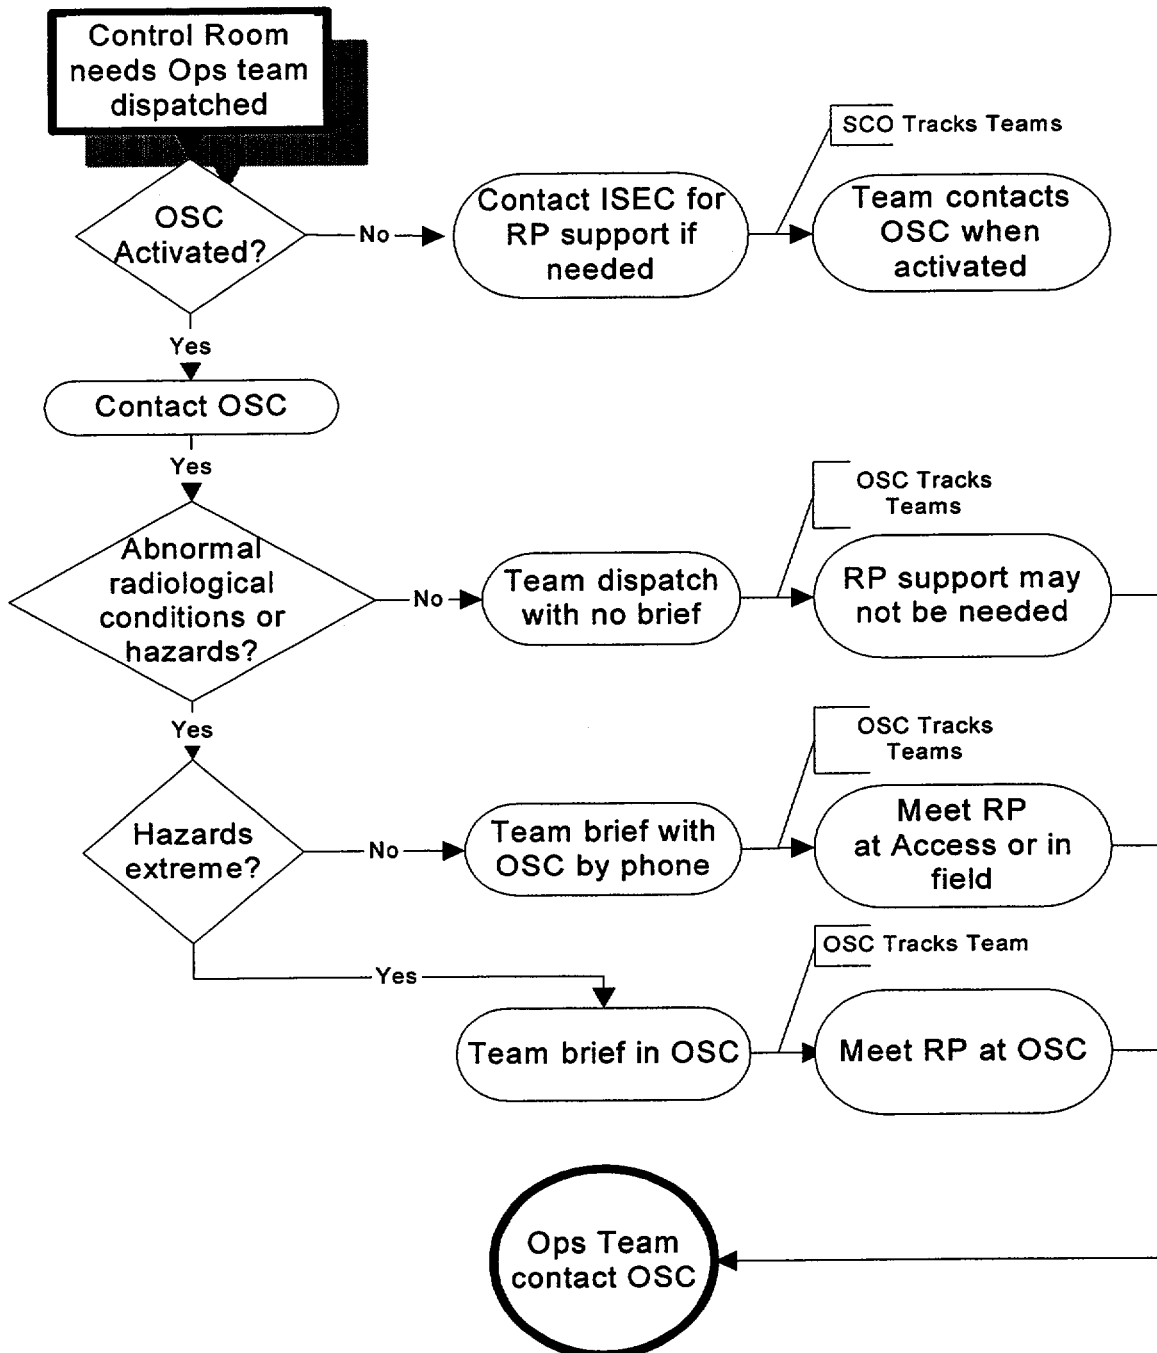 Control Room
needs Ops team
dispatched
SCO Tracks Teams
OSC
Activated?
No
Contact ISEC for
RP support if
needed
Team contacts
OSC when
activated
Yes
Contact OSC
Yes
OSC Tracks
Teams
Abnormal
radiological
conditions or
hazards?
No
Team dispatch
with no brief
RP support may
not be needed
Yes
OSC Tracks
Teams
Hazards
extreme?
No
Team brief with
OSC by phone
Meet RP
at Access or in
field
OSC Tracks Team
Yes
Team brief in OSC
Meet RP at OSC
Ops Team
contact OSC